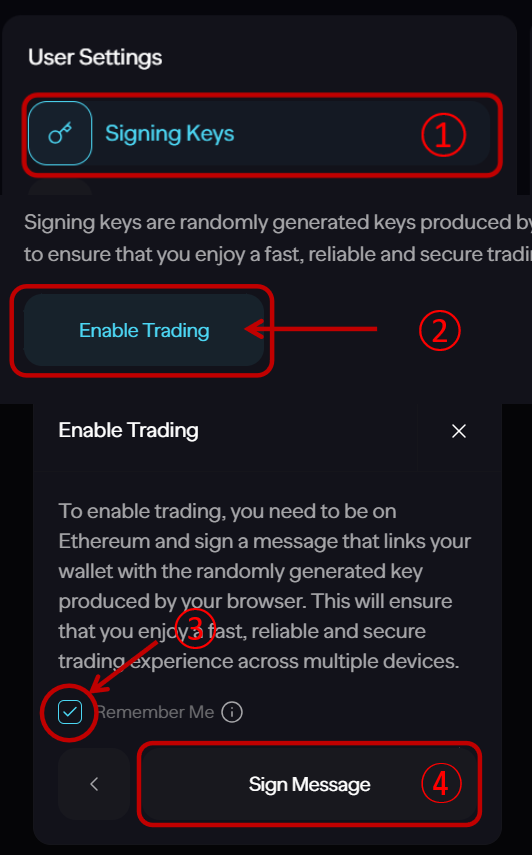 User Settings
Signing Keys ①
Signing keys are randomly generated keys produced by
to ensure that you enjoy a fast, reliable and secure
Enable Trading ②
Enable Trading
To enable trading, you need to be on
Ethereum and sign a message that links your
wallet with the randomly generated key
produced by your browser. This will ensure
③
that you enjoy a fast, reliable and secure
trading experience across multiple devices.
Remember Me
Sign Message ④